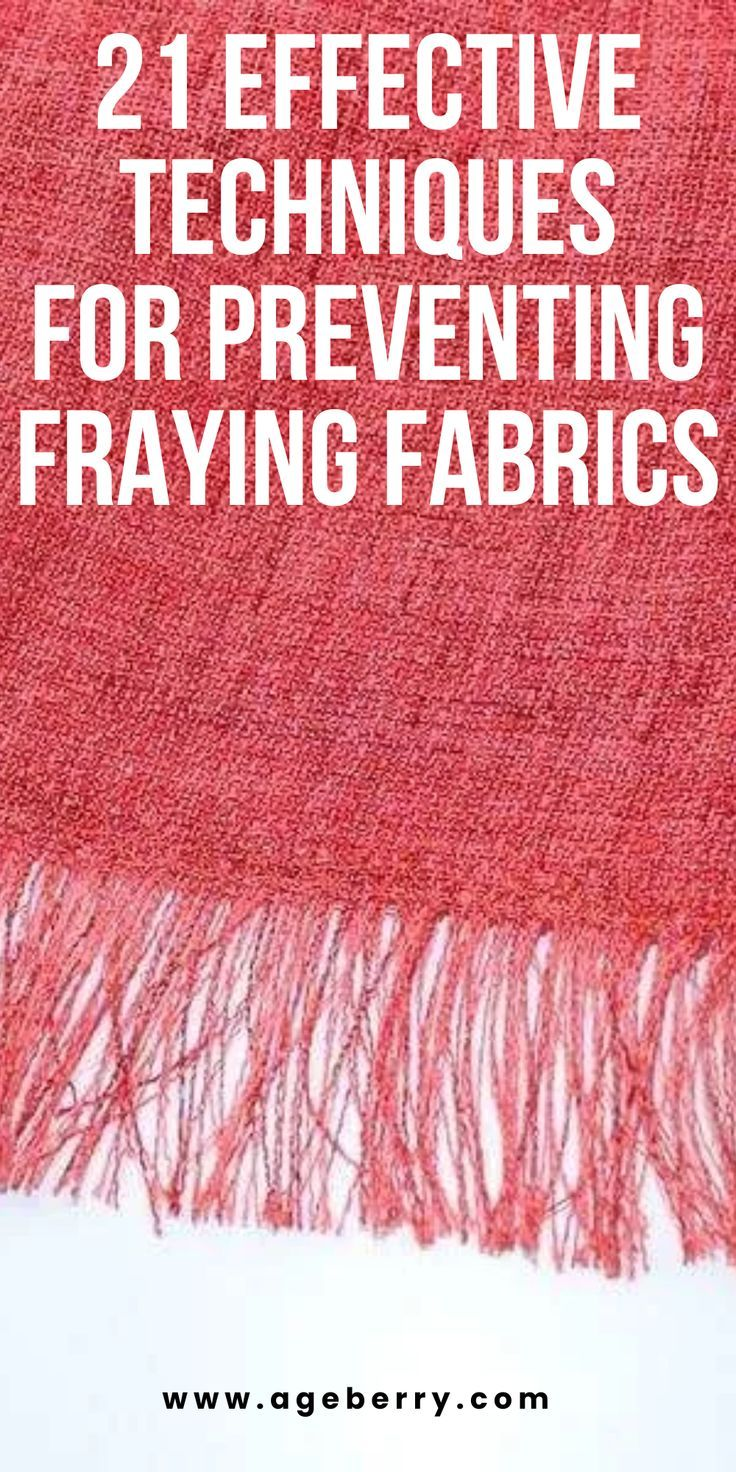 21 EFFECTIVE
TECHNIQUES
FOR PREVENTING
FRAYING FABRICS
www.ageberry.com